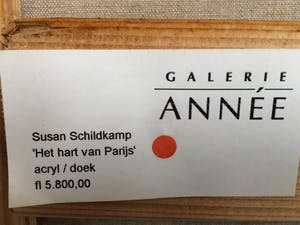 GALERIE
ANNÉE
Susan Schildkamp
'Het hart van Parijs'
acryl / doek
fl 5.800,00